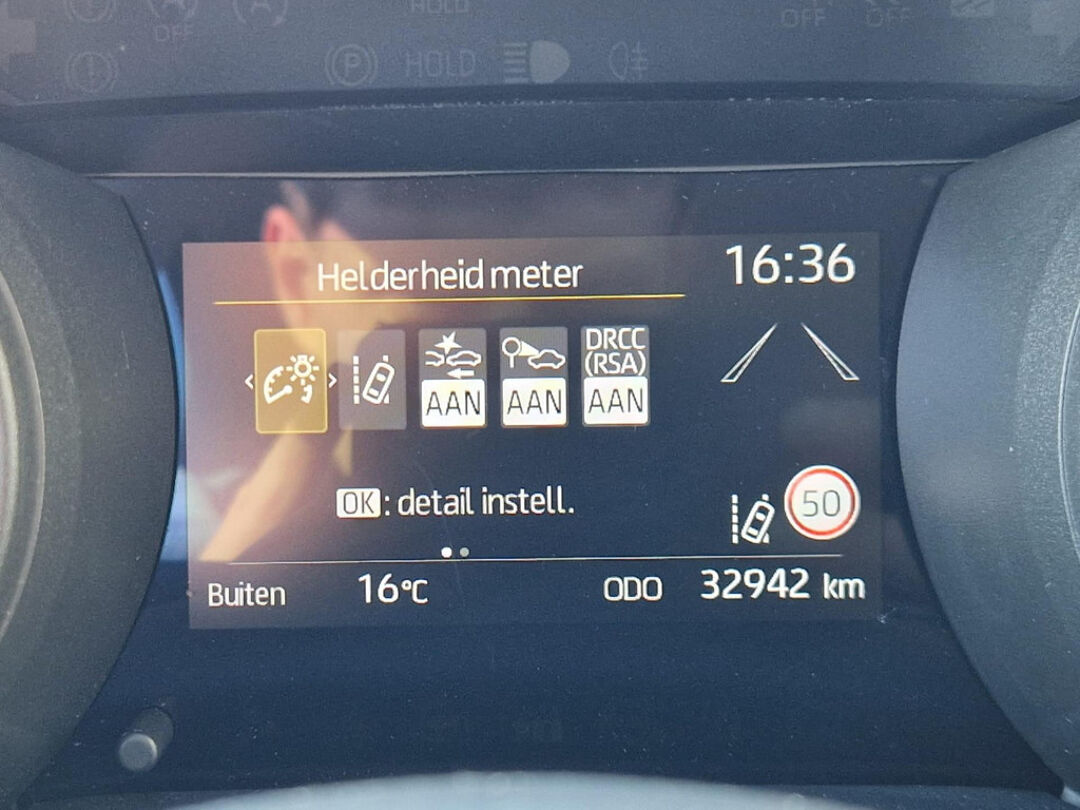 HOLD
OFF
OFF OFF
P HOLD
Helderheid meter
16:36
DRCC
(RSA)
AAN AAN AAN
OK : detail instell.
50
Buiten 16°C ODO 32942 km